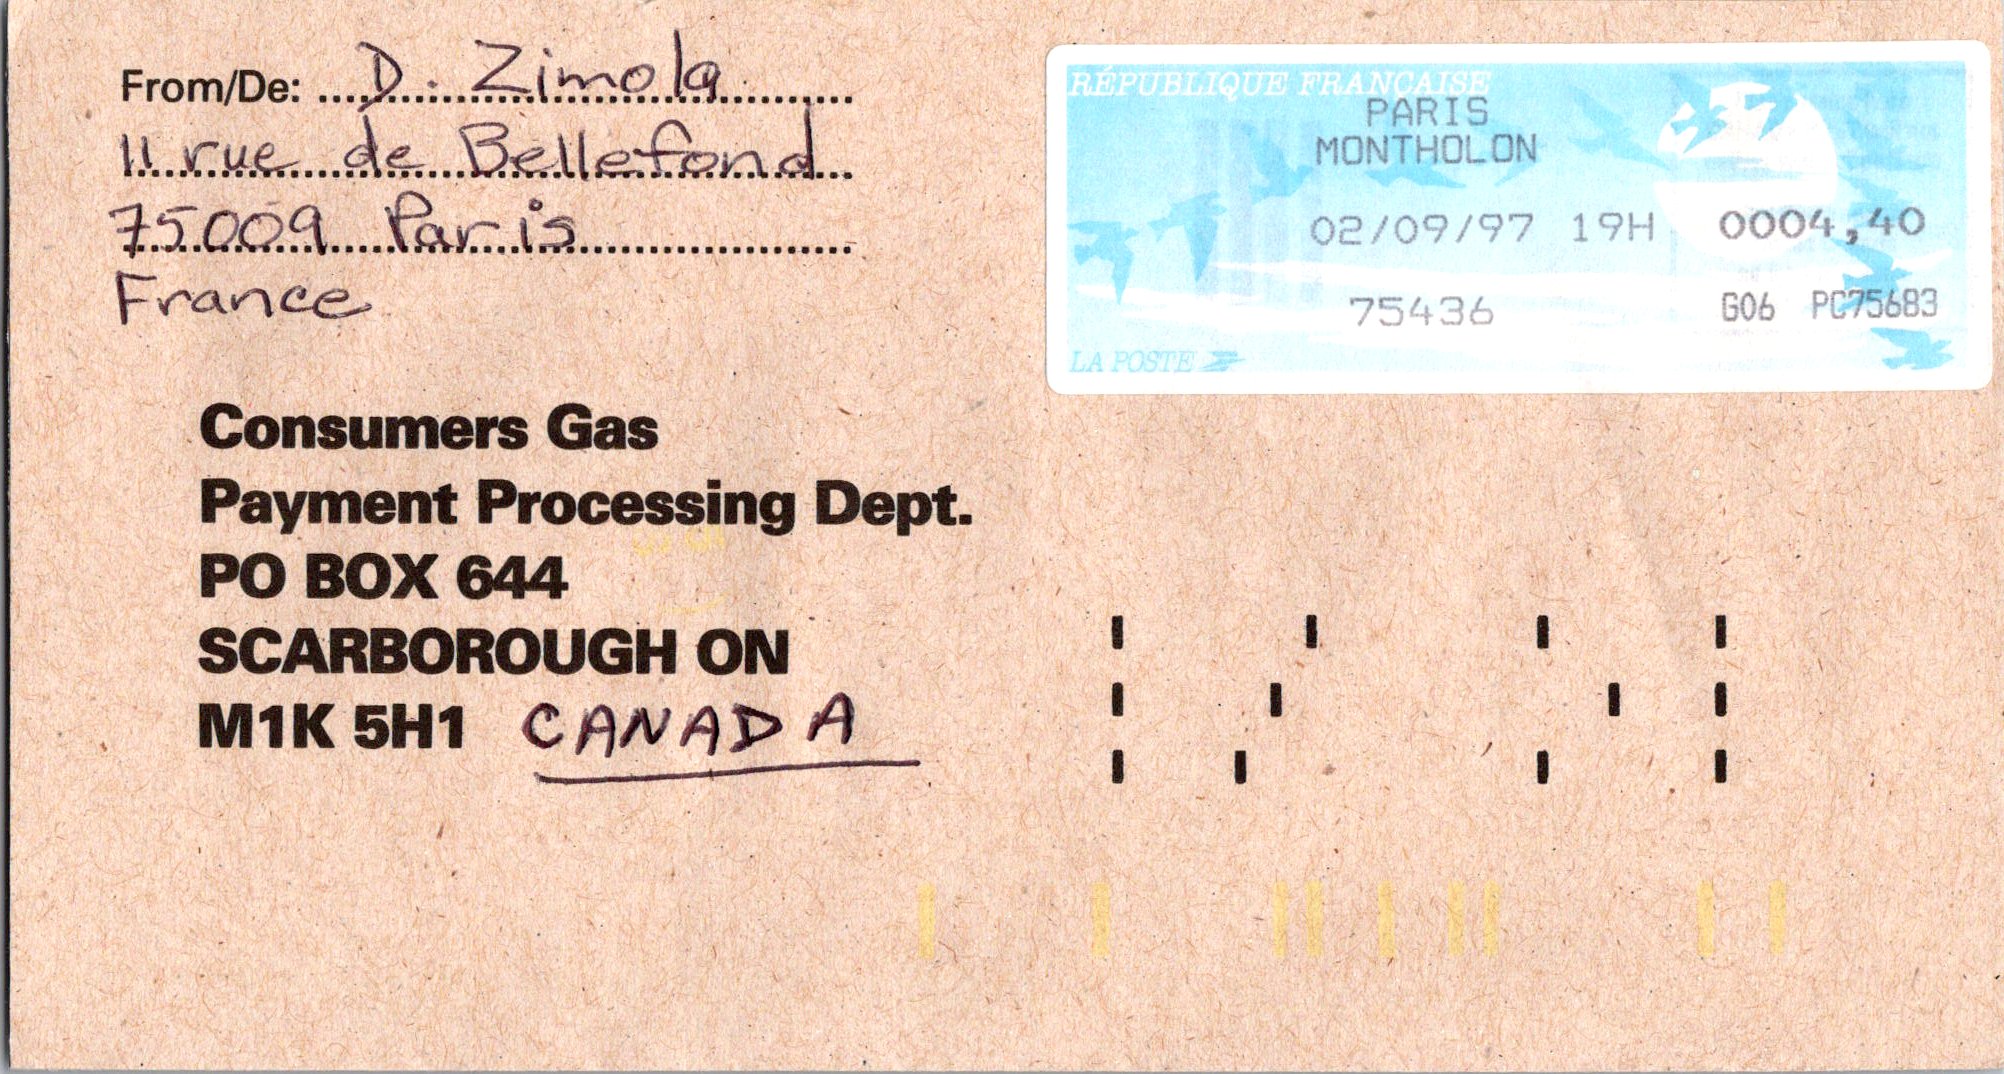 From/De: D. Zimola
11 rue de Bellefond
75009 Paris
France
RÉPUBLIQUE FRANÇAISE
PARIS
MONTHOLON
02/09/97 19H 0004,40
75436 G06 PC75683
LA POSTE
Consumers Gas
Payment Processing Dept.
PO BOX 644
SCARBOROUGH ON
M1K 5H1 CANADA